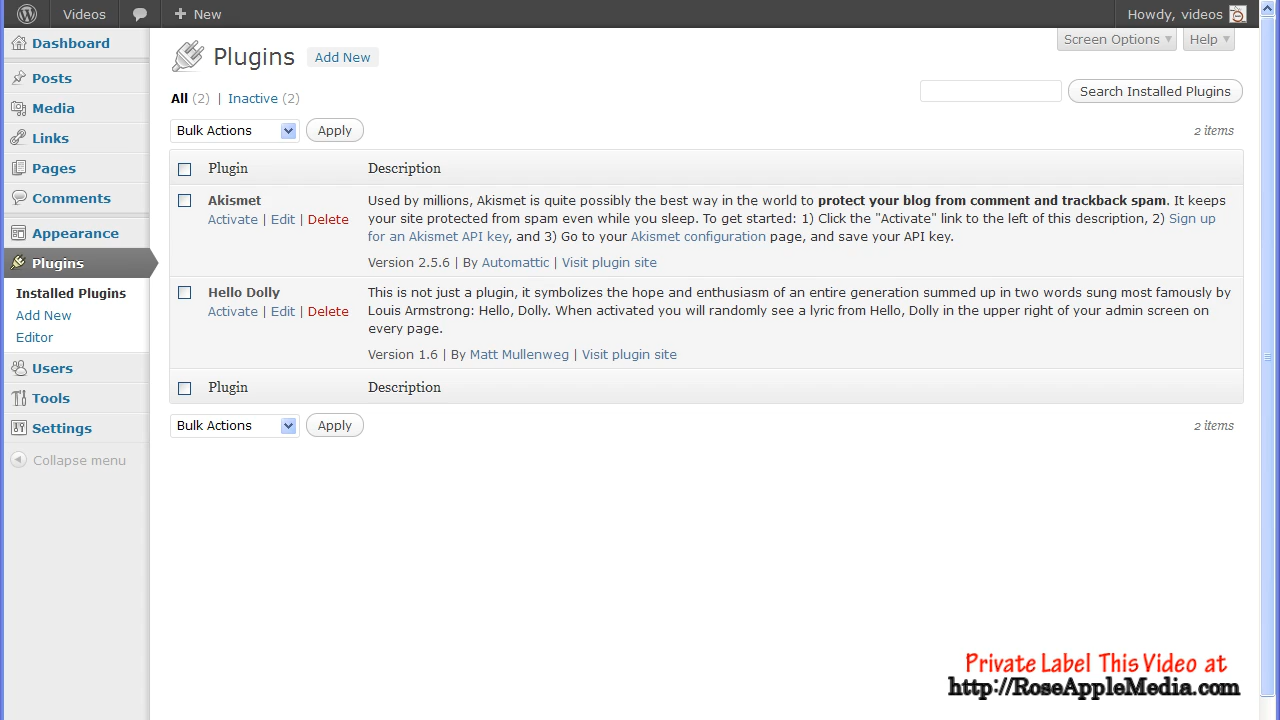 Videos New Howdy, videos
Dashboard
Posts
Media
Links
Pages
Comments
Appearance
Plugins
Installed Plugins
Add New
Editor
Users
Tools
Settings
Collapse menu
Screen Options Help
Plugins Add New
All (2) | Inactive (2)
Search Installed Plugins
Bulk Actions Apply 2 items
Plugin Description
Akismet
Activate | Edit | Delete
Used by millions, Akismet is quite possibly the best way in the world to protect your blog from comment and trackback spam. It keeps
your site protected from spam even while you sleep. To get started: 1) Click the "Activate" link to the left of this description, 2) Sign up
for an Akismet API key, and 3) Go to your Akismet configuration page, and save your API key.
Version 2.5.6 | By Automattic | Visit plugin site
Hello Dolly
Activate | Edit | Delete
This is not just a plugin, it symbolizes the hope and enthusiasm of an entire generation summed up in two words sung most famously by
Louis Armstrong: Hello, Dolly. When activated you will randomly see a lyric from Hello, Dolly in the upper right of your admin screen on
every page.
Version 1.6 | By Matt Mullenweg | Visit plugin site
Plugin Description
Bulk Actions Apply 2 items
Private Label This Video at
http://RoseAppleMedia.com